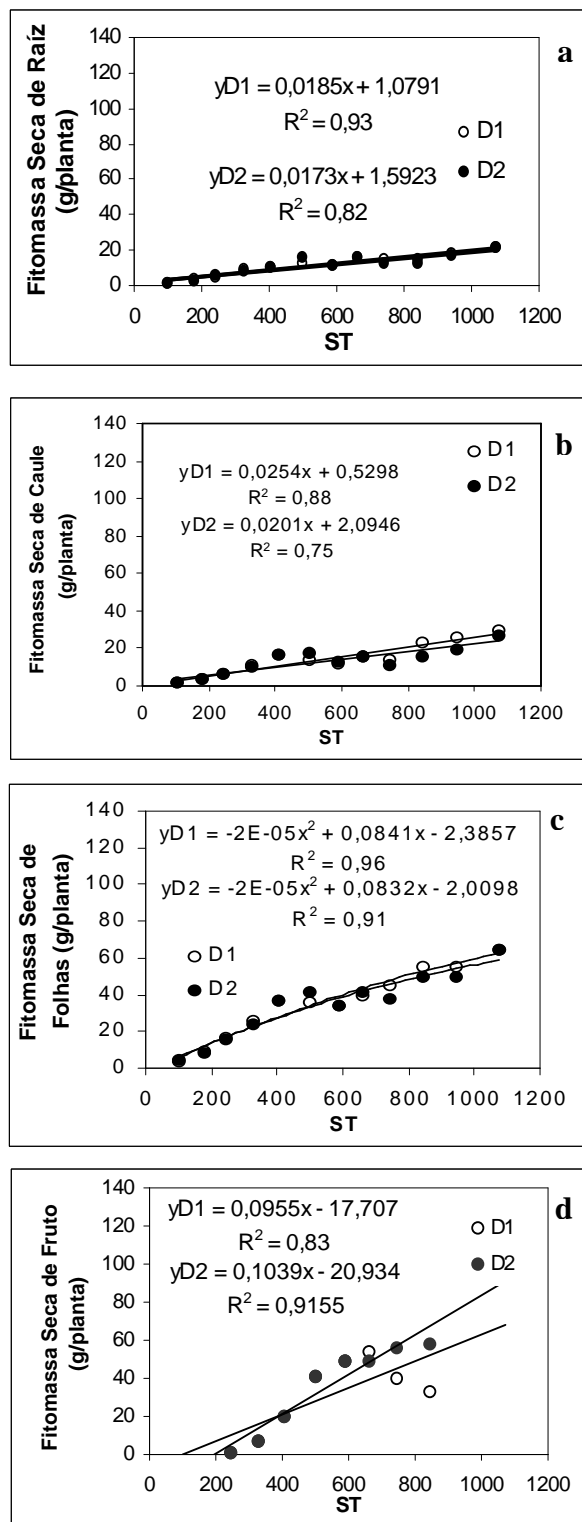 a
Fitomassa Seca de Raíz
(g/planta)
140
120
100
80
60
40
20
0
yD1 = 0,0185x + 1,0791
R² = 0,93
yD2 = 0,0173x + 1,5923
R² = 0,82
D1
D2
0 200 400 600 800 1000 1200
ST
b
Fitomassa Seca de Caule
(g/planta)
140
120
100
80
60
40
20
0
yD1 = 0,0254x + 0,5298
R² = 0,88
yD2 = 0,0201x + 2,0946
R² = 0,75
D1
D2
0 200 400 600 800 1000 1200
ST
c
Fitomassa Seca de
Folhas (g/planta)
140
120
100
80
60
40
20
0
yD1 = -2E-05x² + 0,0841x - 2,3857
R² = 0,96
yD2 = -2E-05x² + 0,0832x - 2,0098
R² = 0,91
D1
D2
0 200 400 600 800 1000 1200
ST
d
Fitomassa Seca de Fruto
(g/planta)
140
120
100
80
60
40
20
0
yD1 = 0,0955x - 17,707
R² = 0,83
yD2 = 0,1039x - 20,934
R² = 0,9155
D1
D2
0 200 400 600 800 1000 1200
ST